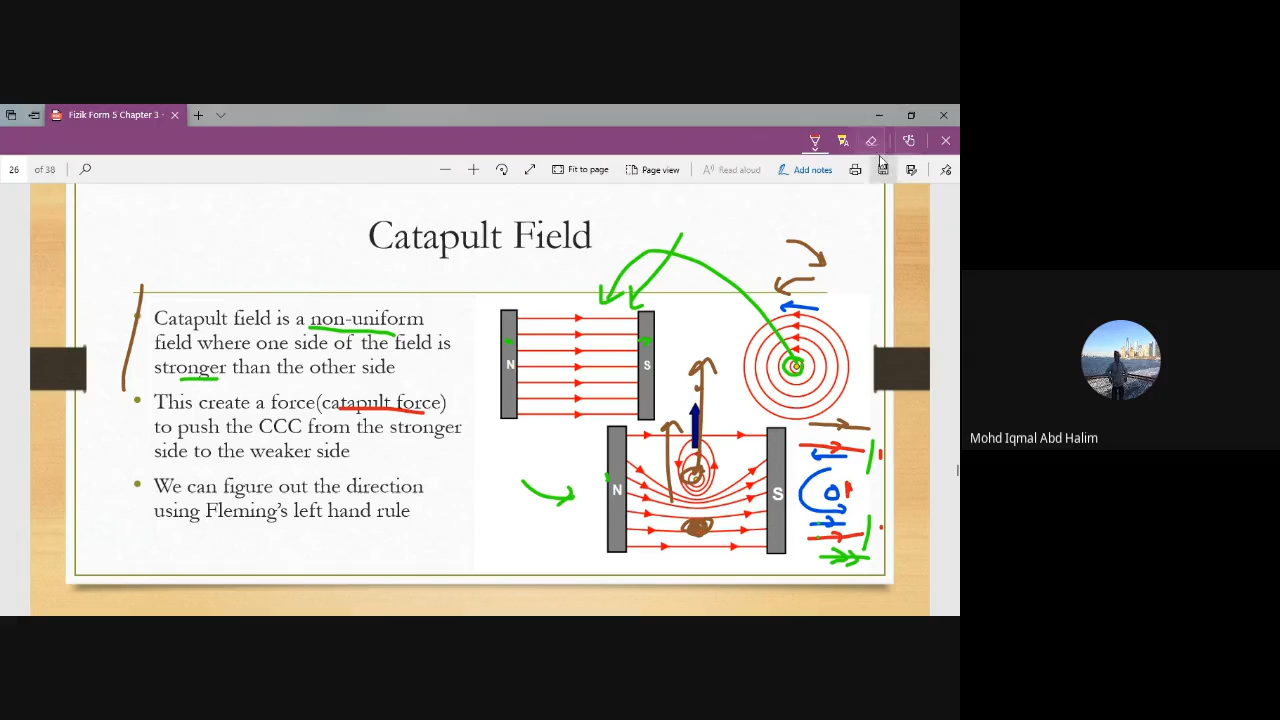 Fizik Form 5 Chapter 3 -
26 of 38
Fit to page
Page view
Read aloud
Add notes
Catapult Field
Catapult field is a non-uniform
field where one side of the field is
stronger than the other side
This create a force(catapult force)
to push the CCC from the stronger
side to the weaker side
We can figure out the direction
using Fleming's left hand rule
N
S
N
S
Mohd Iqmal Abd Halim